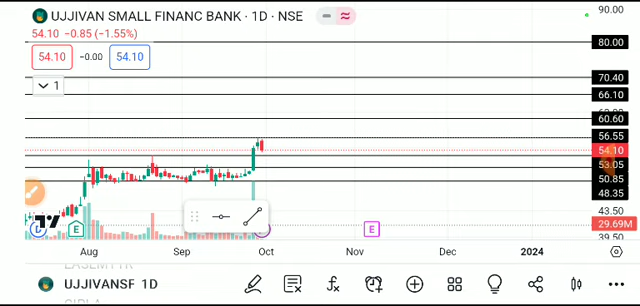 UJJIVAN SMALL FINANC BANK · 1D · NSE
54.10 −0.85 (−1.55%)
54.10 −0.00 54.10
1
90.00
80.00
70.40
66.10
60.60
56.55
54.10
53.05
50.85
48.35
43.50
29.69M
39.50
D E E
Aug Sep Oct Nov Dec 2024
UJJIVANSF 1D